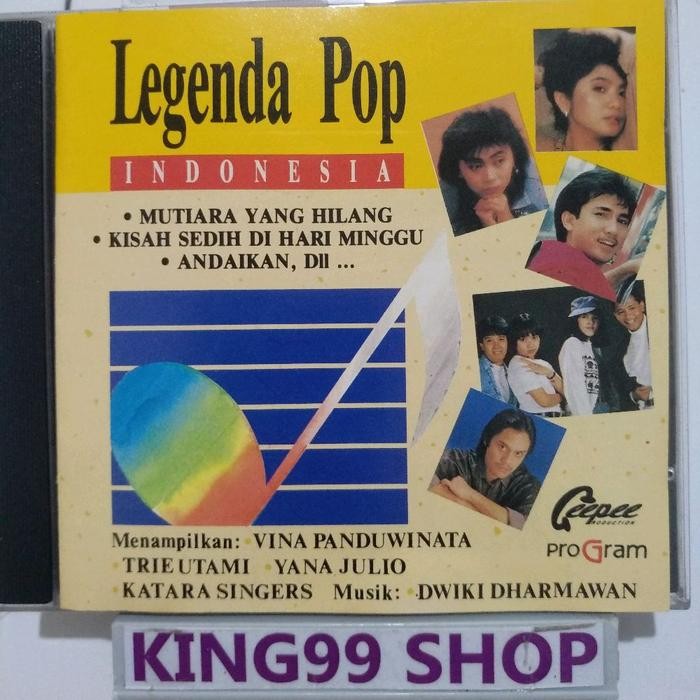 Legenda Pop
INDONESIA
• MUTIARA YANG HILANG
• KISAH SEDIH DI HARI MINGGU
• ANDAIKAN, Dll ...
Geepee
PRODUCTION
PROGram
Menampilkan: • VINA PANDUWINATA
• TRIE UTAMI • YANA JULIO
• KATARA SINGERS Musik: • DWIKI DHARMAWAN
KING99 SHOP